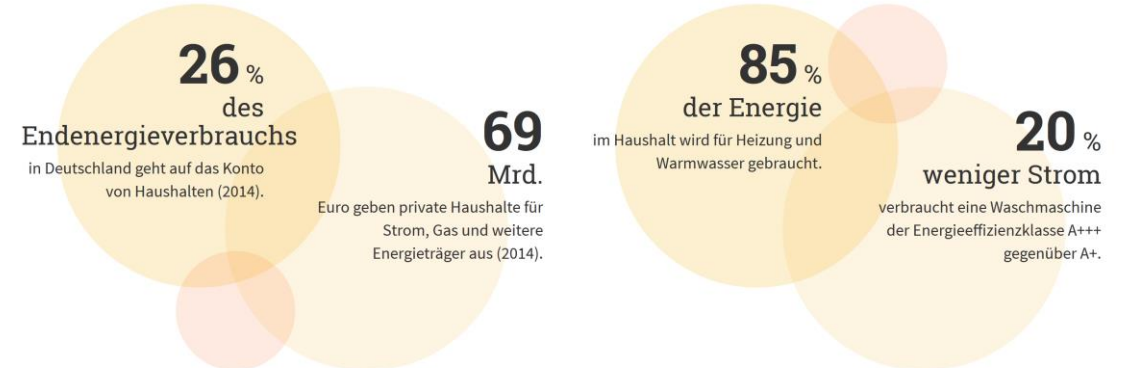 26 %
des
Endenergieverbrauchs
in Deutschland geht auf das Konto
von Haushalten (2014).
69
Mrd.
Euro geben private Haushalte für
Strom, Gas und weitere
Energieträger aus (2014).
85 %
der Energie
im Haushalt wird für Heizung und
Warmwasser gebraucht.
20 %
weniger Strom
verbraucht eine Waschmaschine
der Energieeffizienzklasse A+++
gegenüber A+.